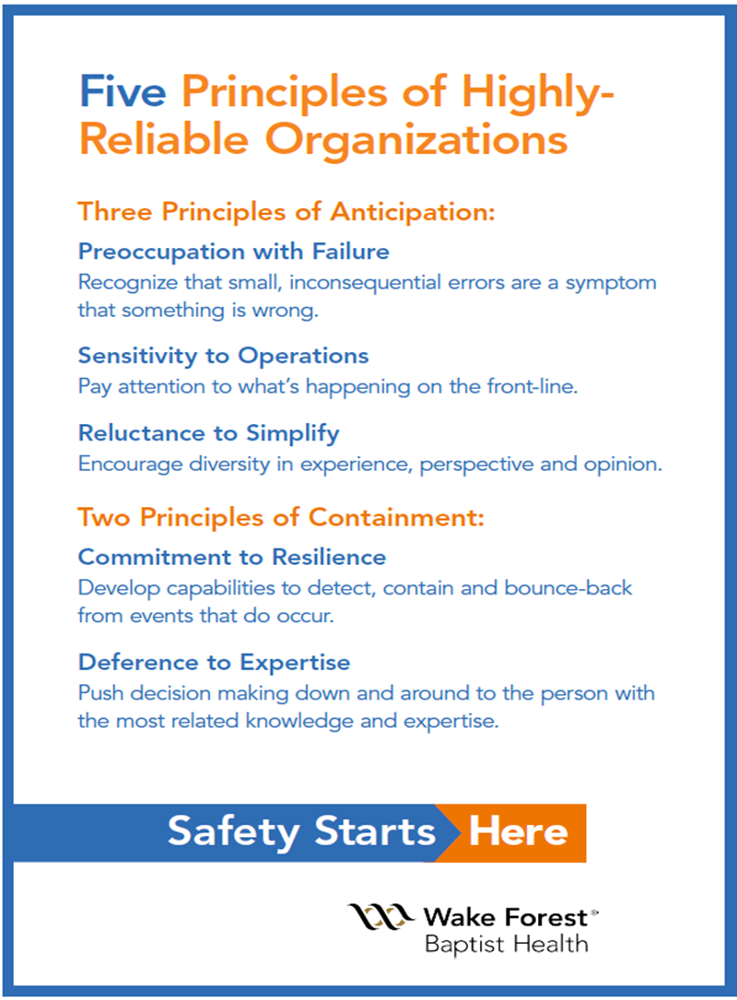 Five Principles of Highly-
Reliable Organizations
Three Principles of Anticipation:
Preoccupation with Failure
Recognize that small, inconsequential errors are a symptom
that something is wrong.
Sensitivity to Operations
Pay attention to what’s happening on the front-line.
Reluctance to Simplify
Encourage diversity in experience, perspective and opinion.
Two Principles of Containment:
Commitment to Resilience
Develop capabilities to detect, contain and bounce-back
from events that do occur.
Deference to Expertise
Push decision making down and around to the person with
the most related knowledge and expertise.
Safety Starts Here
Wake Forest®
Baptist Health